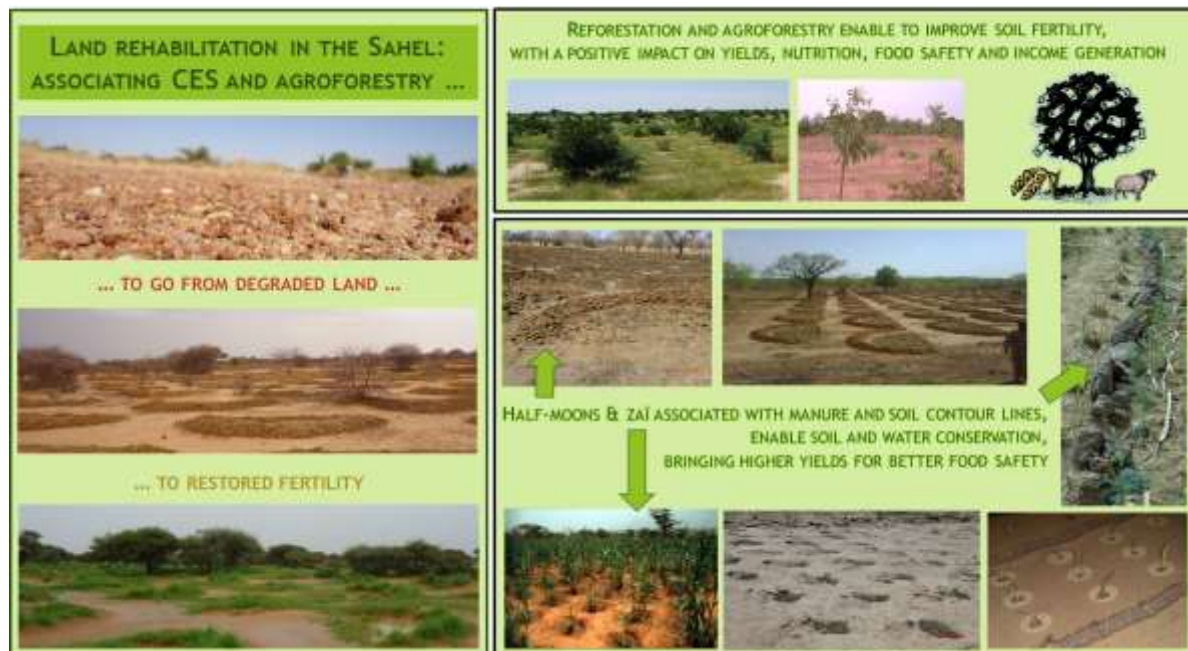 LAND REHABILITATION IN THE SAHEL:
ASSOCIATING CES AND AGROFORESTRY ...
... TO GO FROM DEGRADED LAND ...
... TO RESTORED FERTILITY
REFORESTATION AND AGROFORESTRY ENABLE TO IMPROVE SOIL FERTILITY,
WITH A POSITIVE IMPACT ON YIELDS, NUTRITION, FOOD SAFETY AND INCOME GENERATION
HALF-MOONS & ZAÏ ASSOCIATED WITH MANURE AND SOIL CONTOUR LINES,
ENABLE SOIL AND WATER CONSERVATION,
BRINGING HIGHER YIELDS FOR BETTER FOOD SAFETY